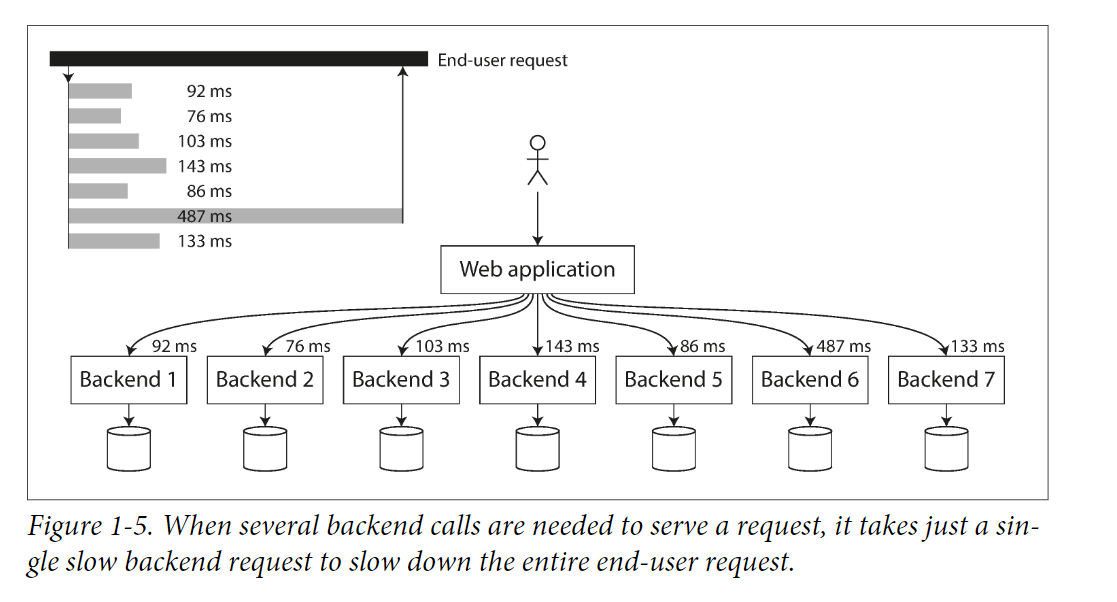 End-user request
92 ms
76 ms
103 ms
143 ms
86 ms
487 ms
133 ms
Web application
92 ms
76 ms
103 ms
143 ms
86 ms
487 ms
133 ms
Backend 1
Backend 2
Backend 3
Backend 4
Backend 5
Backend 6
Backend 7
Figure 1-5. When several backend calls are needed to serve a request, it takes just a sin-
gle slow backend request to slow down the entire end-user request.